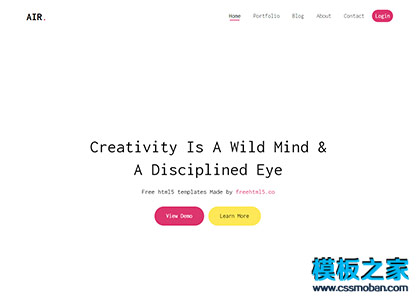 AIR.
Home Portfolio Blog About Contact Login
Creativity Is A Wild Mind &
A Disciplined Eye
Free html5 templates Made by freehtml5.co
View Demo Learn More
模板之家
www.cssmoban.com